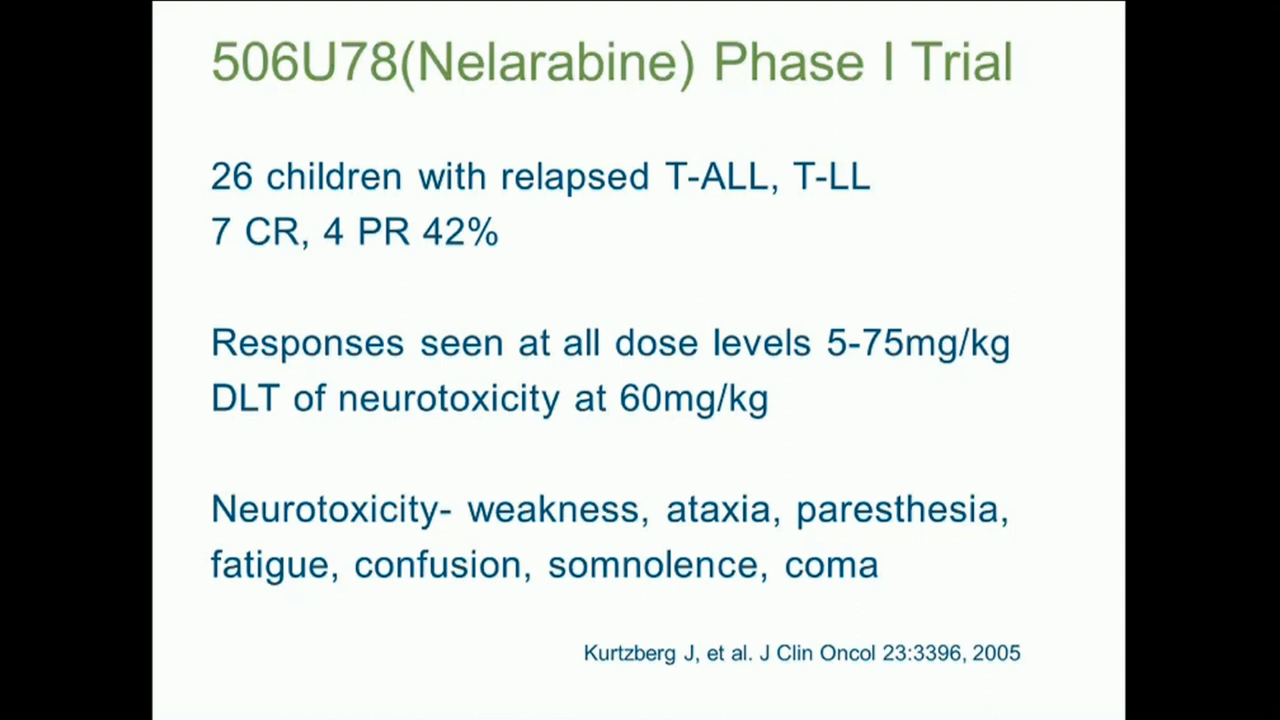 506U78(Nelarabine) Phase I Trial
26 children with relapsed T-ALL, T-LL
7 CR, 4 PR 42%
Responses seen at all dose levels 5-75mg/kg
DLT of neurotoxicity at 60mg/kg
Neurotoxicity- weakness, ataxia, paresthesia,
fatigue, confusion, somnolence, coma
Kurtzberg J, et al. J Clin Oncol 23:3396, 2005